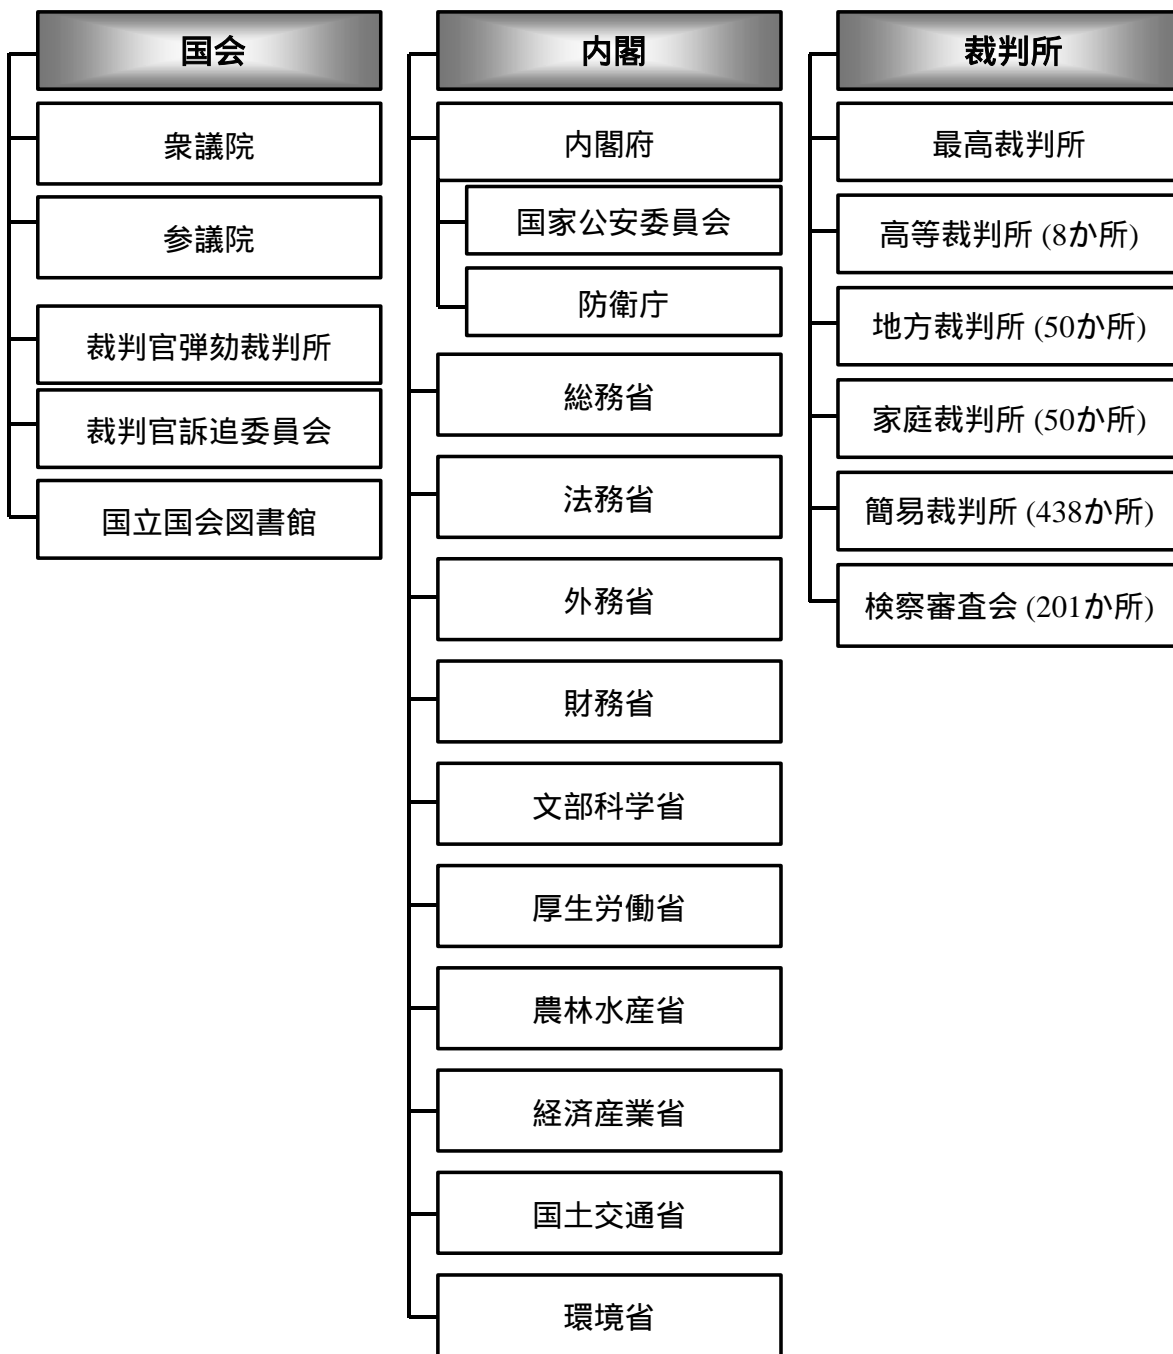 国会
衆議院
参議院
裁判官弾劾裁判所
裁判官訴追委員会
国立国会図書館
内閣
内閣府
国家公安委員会
防衛庁
総務省
法務省
外務省
財務省
文部科学省
厚生労働省
農林水産省
経済産業省
国土交通省
環境省
裁判所
最高裁判所
高等裁判所 (8か所)
地方裁判所 (50か所)
家庭裁判所 (50か所)
簡易裁判所 (438か所)
検察審査会 (201か所)